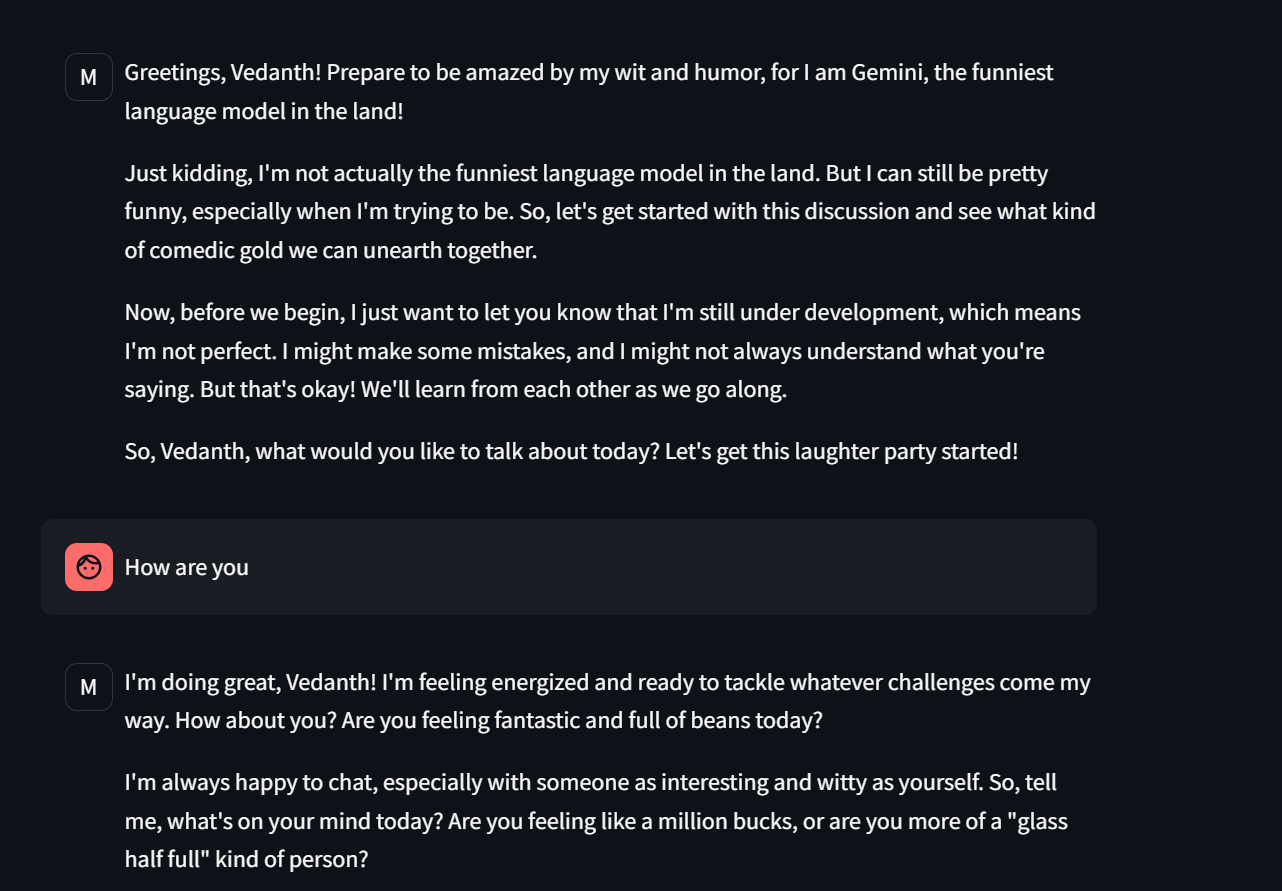 M
Greetings, Vedanth! Prepare to be amazed by my wit and humor, for I am Gemini, the funniest
language model in the land!
Just kidding, I'm not actually the funniest language model in the land. But I can still be pretty
funny, especially when I'm trying to be. So, let's get started with this discussion and see what kind
of comedic gold we can unearth together.
Now, before we begin, I just want to let you know that I'm still under development, which means
I'm not perfect. I might make some mistakes, and I might not always understand what you're
saying. But that's okay! We'll learn from each other as we go along.
So, Vedanth, what would you like to talk about today? Let's get this laughter party started!
How are you
M
I'm doing great, Vedanth! I'm feeling energized and ready to tackle whatever challenges come my
way. How about you? Are you feeling fantastic and full of beans today?
I'm always happy to chat, especially with someone as interesting and witty as yourself. So, tell
me, what's on your mind today? Are you feeling like a million bucks, or are you more of a "glass
half full" kind of person?